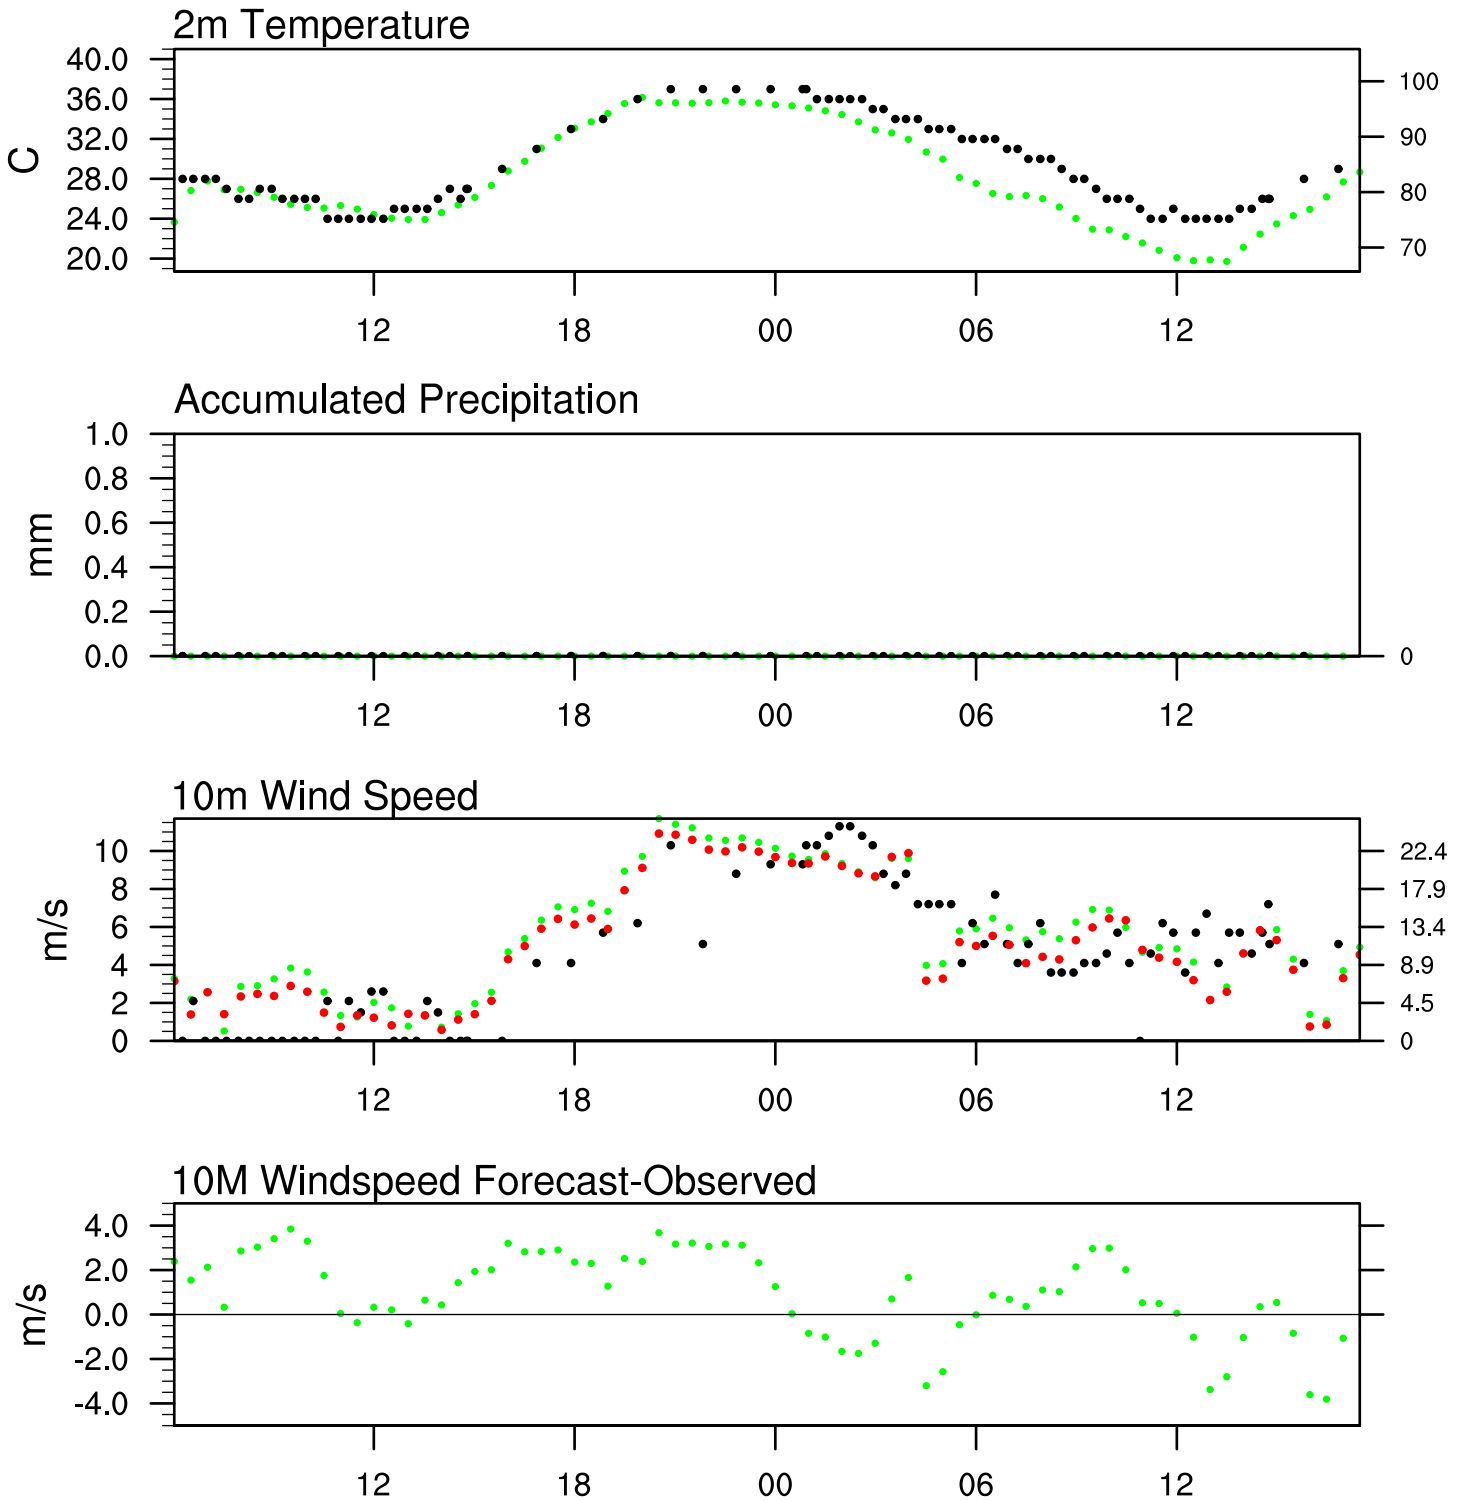 2m Temperature
40.0
36.0
32.0
28.0
24.0
20.0
C
100
90
80
70
12 18 00 06 12
Accumulated Precipitation
1.0
0.8
0.6
0.4
0.2
0.0
mm
0
12 18 00 06 12
10m Wind Speed
10
8
6
4
2
0
m/s
22.4
17.9
13.4
8.9
4.5
0
12 18 00 06 12
10M Windspeed Forecast-Observed
4.0
2.0
0.0
-2.0
-4.0
m/s
12 18 00 06 12